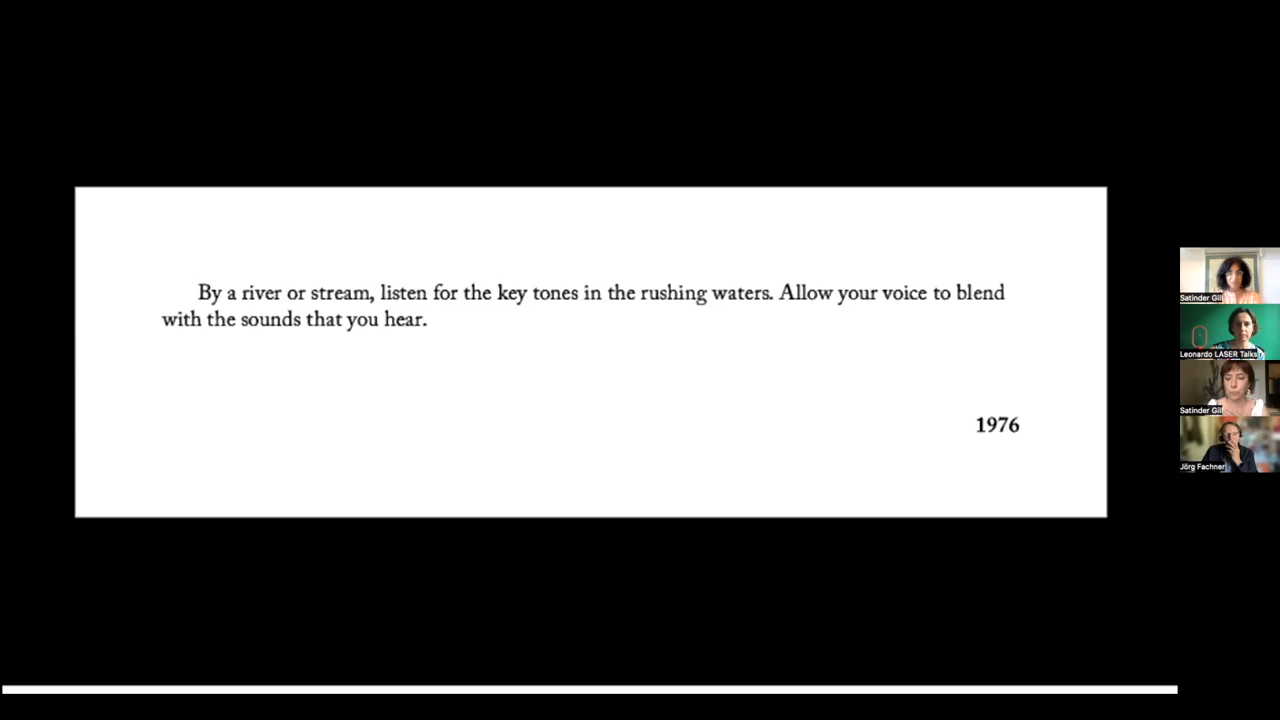 By a river or stream, listen for the key tones in the rushing waters. Allow your voice to blend
with the sounds that you hear.
1976
Satinder Gill
Leonardo LASER Talks
Satinder Gill
Jörg Fachner